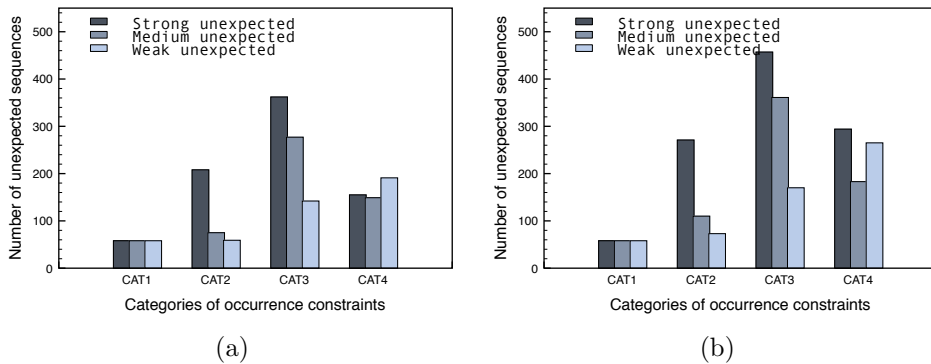 Strong unexpected
Medium unexpected
Weak unexpected
Number of unexpected sequences
500
400
300
200
100
0
CAT1 CAT2 CAT3 CAT4
Categories of occurrence constraints
(a)
Strong unexpected
Medium unexpected
Weak unexpected
Number of unexpected sequences
500
400
300
200
100
0
CAT1 CAT2 CAT3 CAT4
Categories of occurrence constraints
(b)